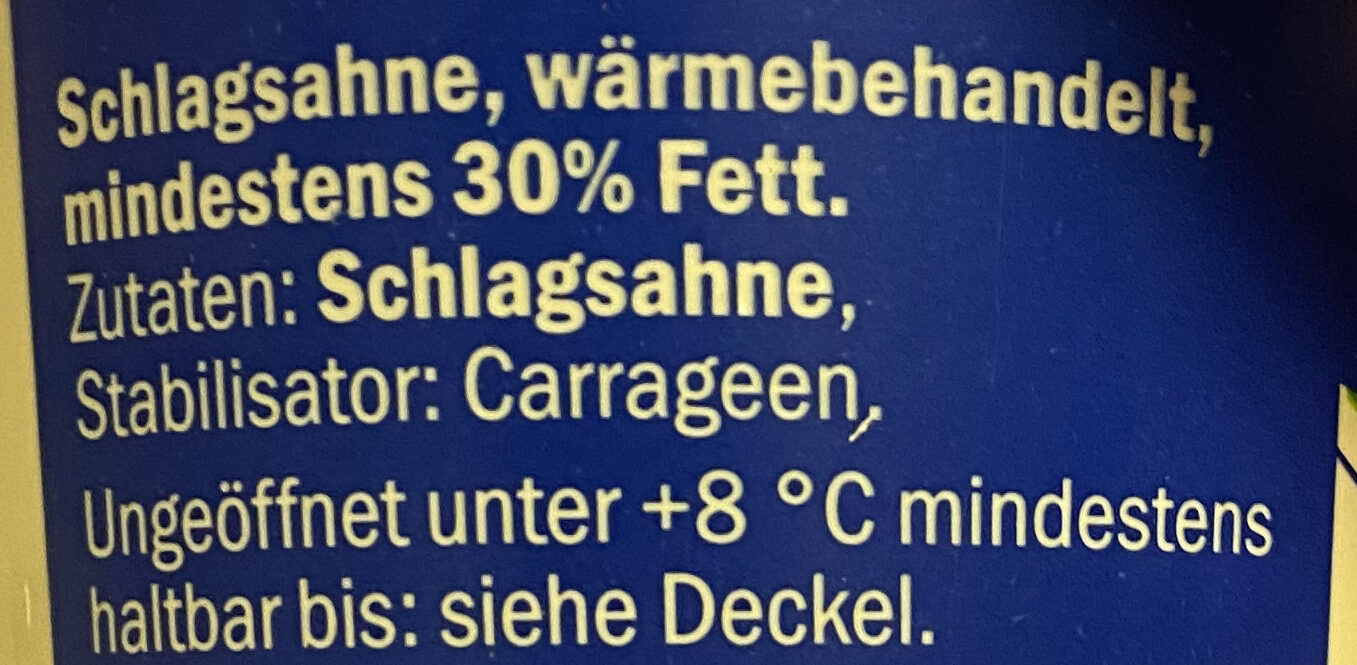 Schlagsahne, wärmebehandelt,
mindestens 30% Fett.
Zutaten: Schlagsahne,
Stabilisator: Carrageen.
Ungeöffnet unter +8 °C mindestens
haltbar bis: siehe Deckel.